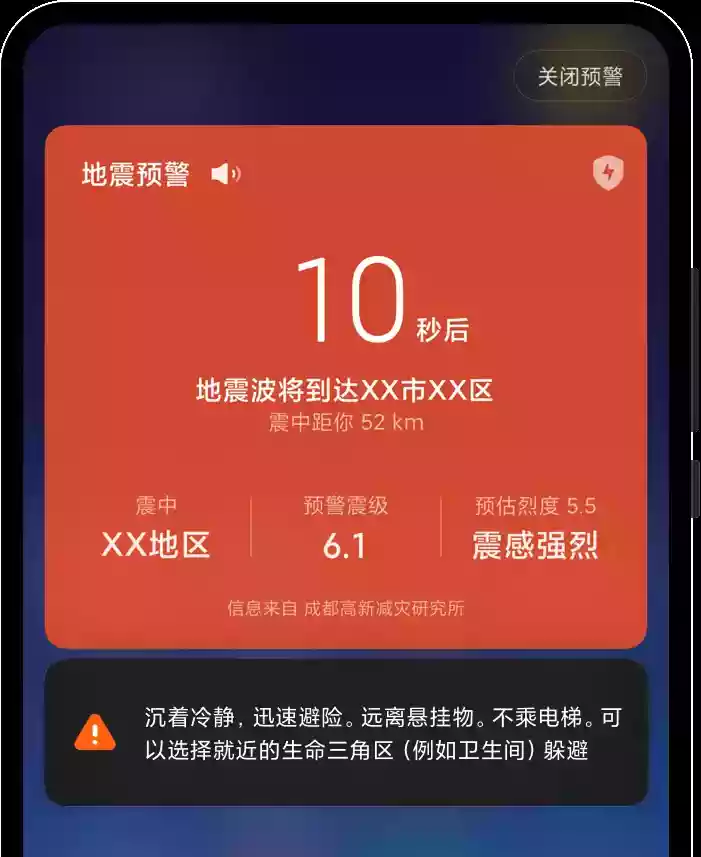 关闭预警
地震预警
10秒后
地震波将到达XX市XX区
震中距你 52 km
震中 预警震级 预估烈度 5.5
XX地区 6.1 震感强烈
信息来自 成都高新减灾研究所
沉着冷静，迅速避险。远离悬挂物。不乘电梯。可
以选择就近的生命三角区（例如卫生间）躲避